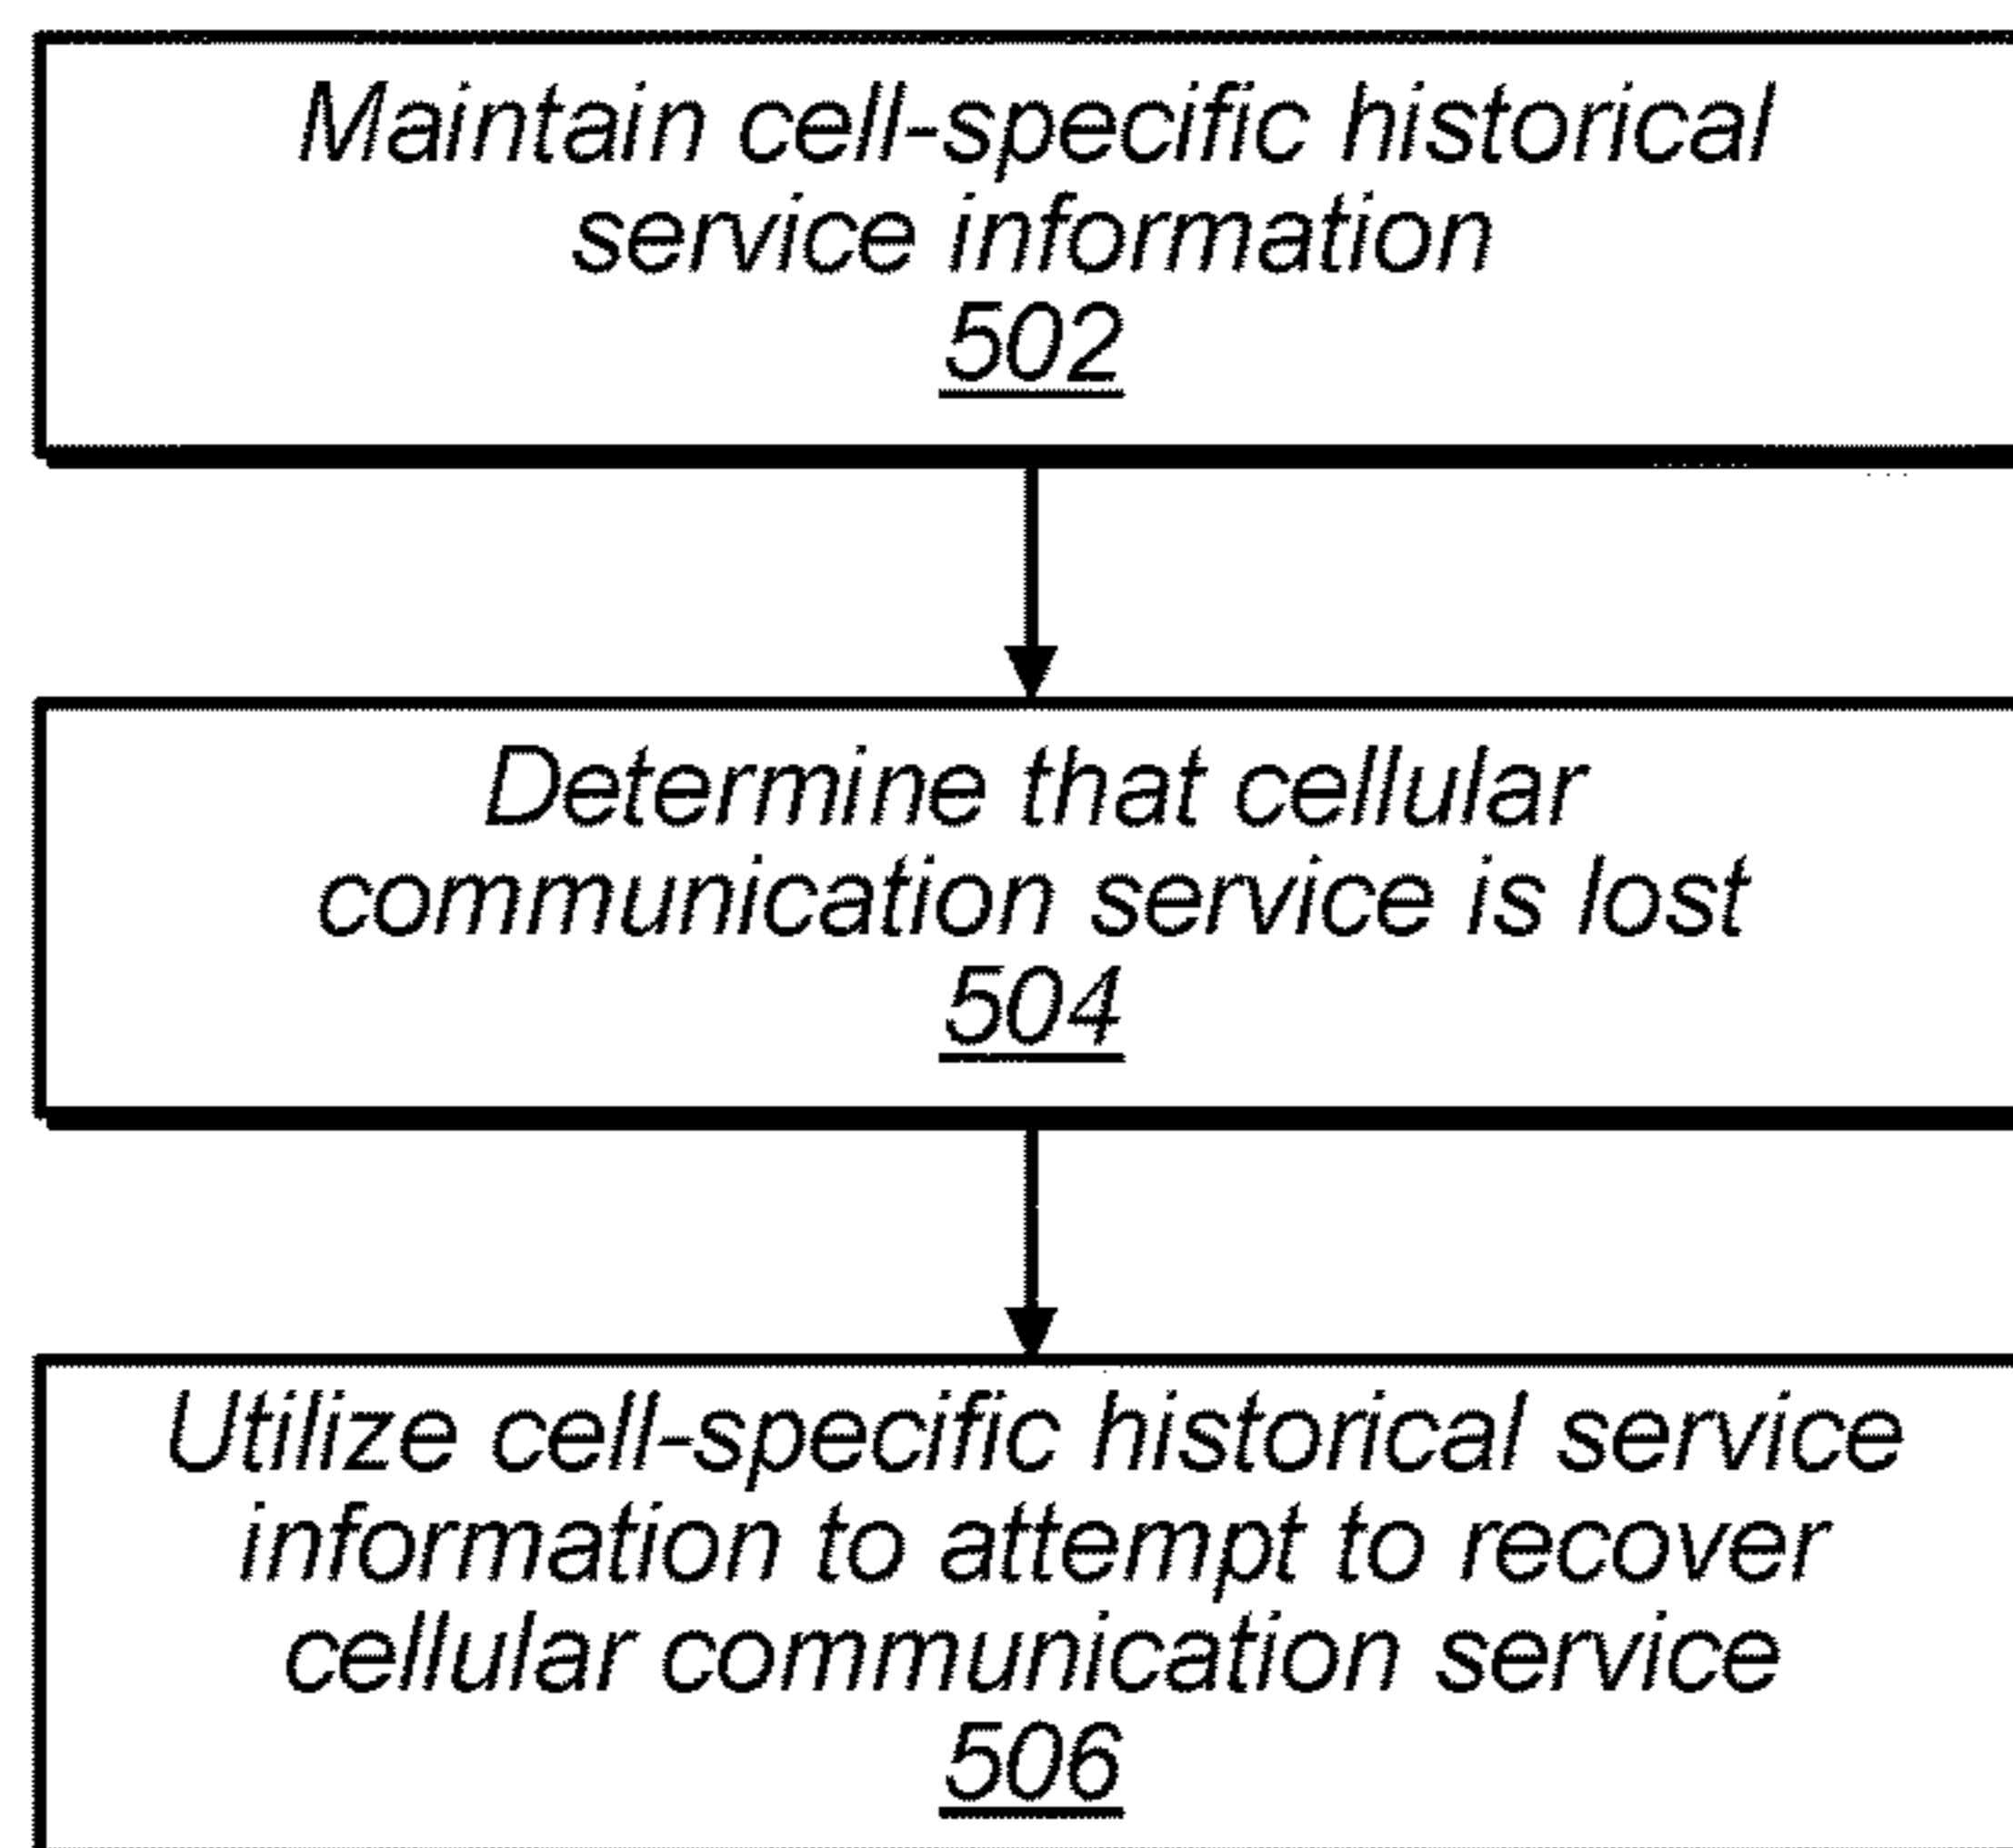 Maintain cell-specific historical
service information
502
Determine that cellular
communication service is lost
504
Utilize cell-specific historical service
information to attempt to recover
cellular communication service
506